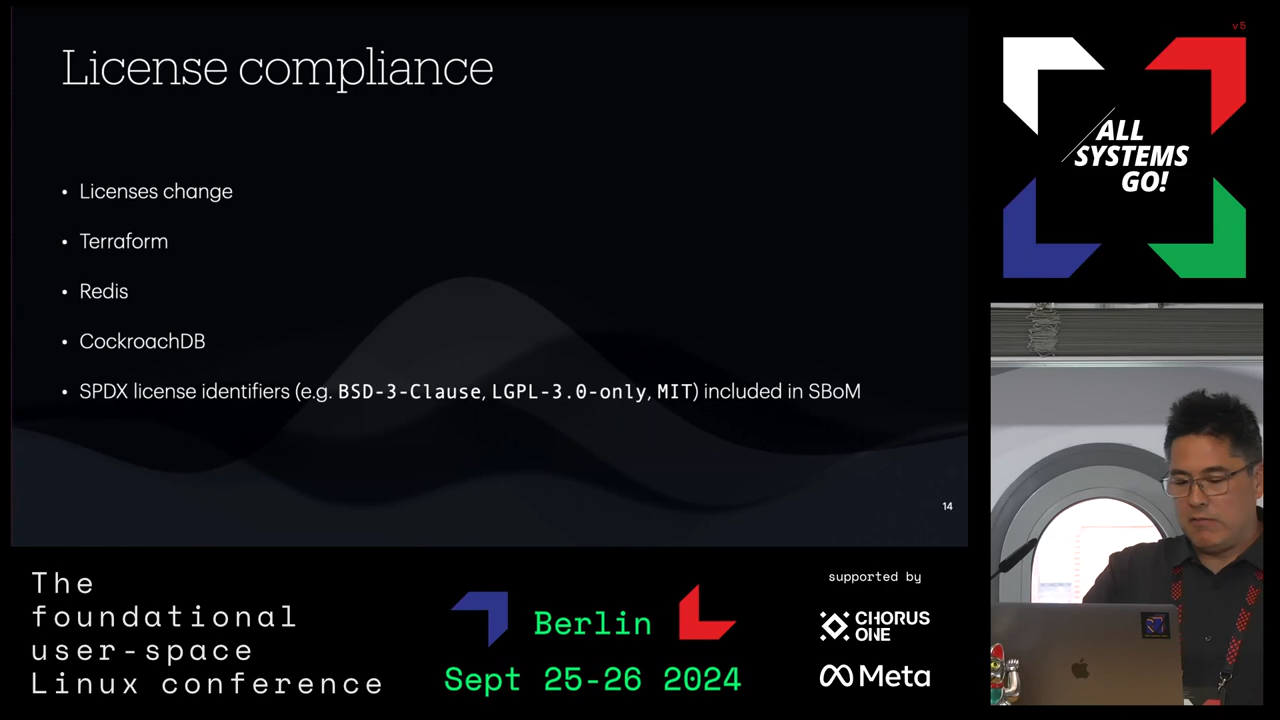 License compliance
• Licenses change
• Terraform
• Redis
• CockroachDB
• SPDX license identifiers (e.g. BSD-3-Clause, LGPL-3.0-only, MIT) included in SBoM
14
v5
ALL
SYSTEMS
GO!
The
foundational
user-space
Linux conference
Berlin
Sept 25-26 2024
supported by
CHORUS
ONE
Meta